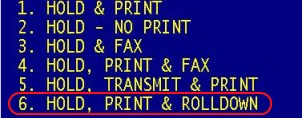 1. HOLD & PRINT
2. HOLD - NO PRINT
3. HOLD & FAX
4. HOLD, PRINT & FAX
5. HOLD, TRANSMIT & PRINT
6. HOLD, PRINT & ROLLDOWN